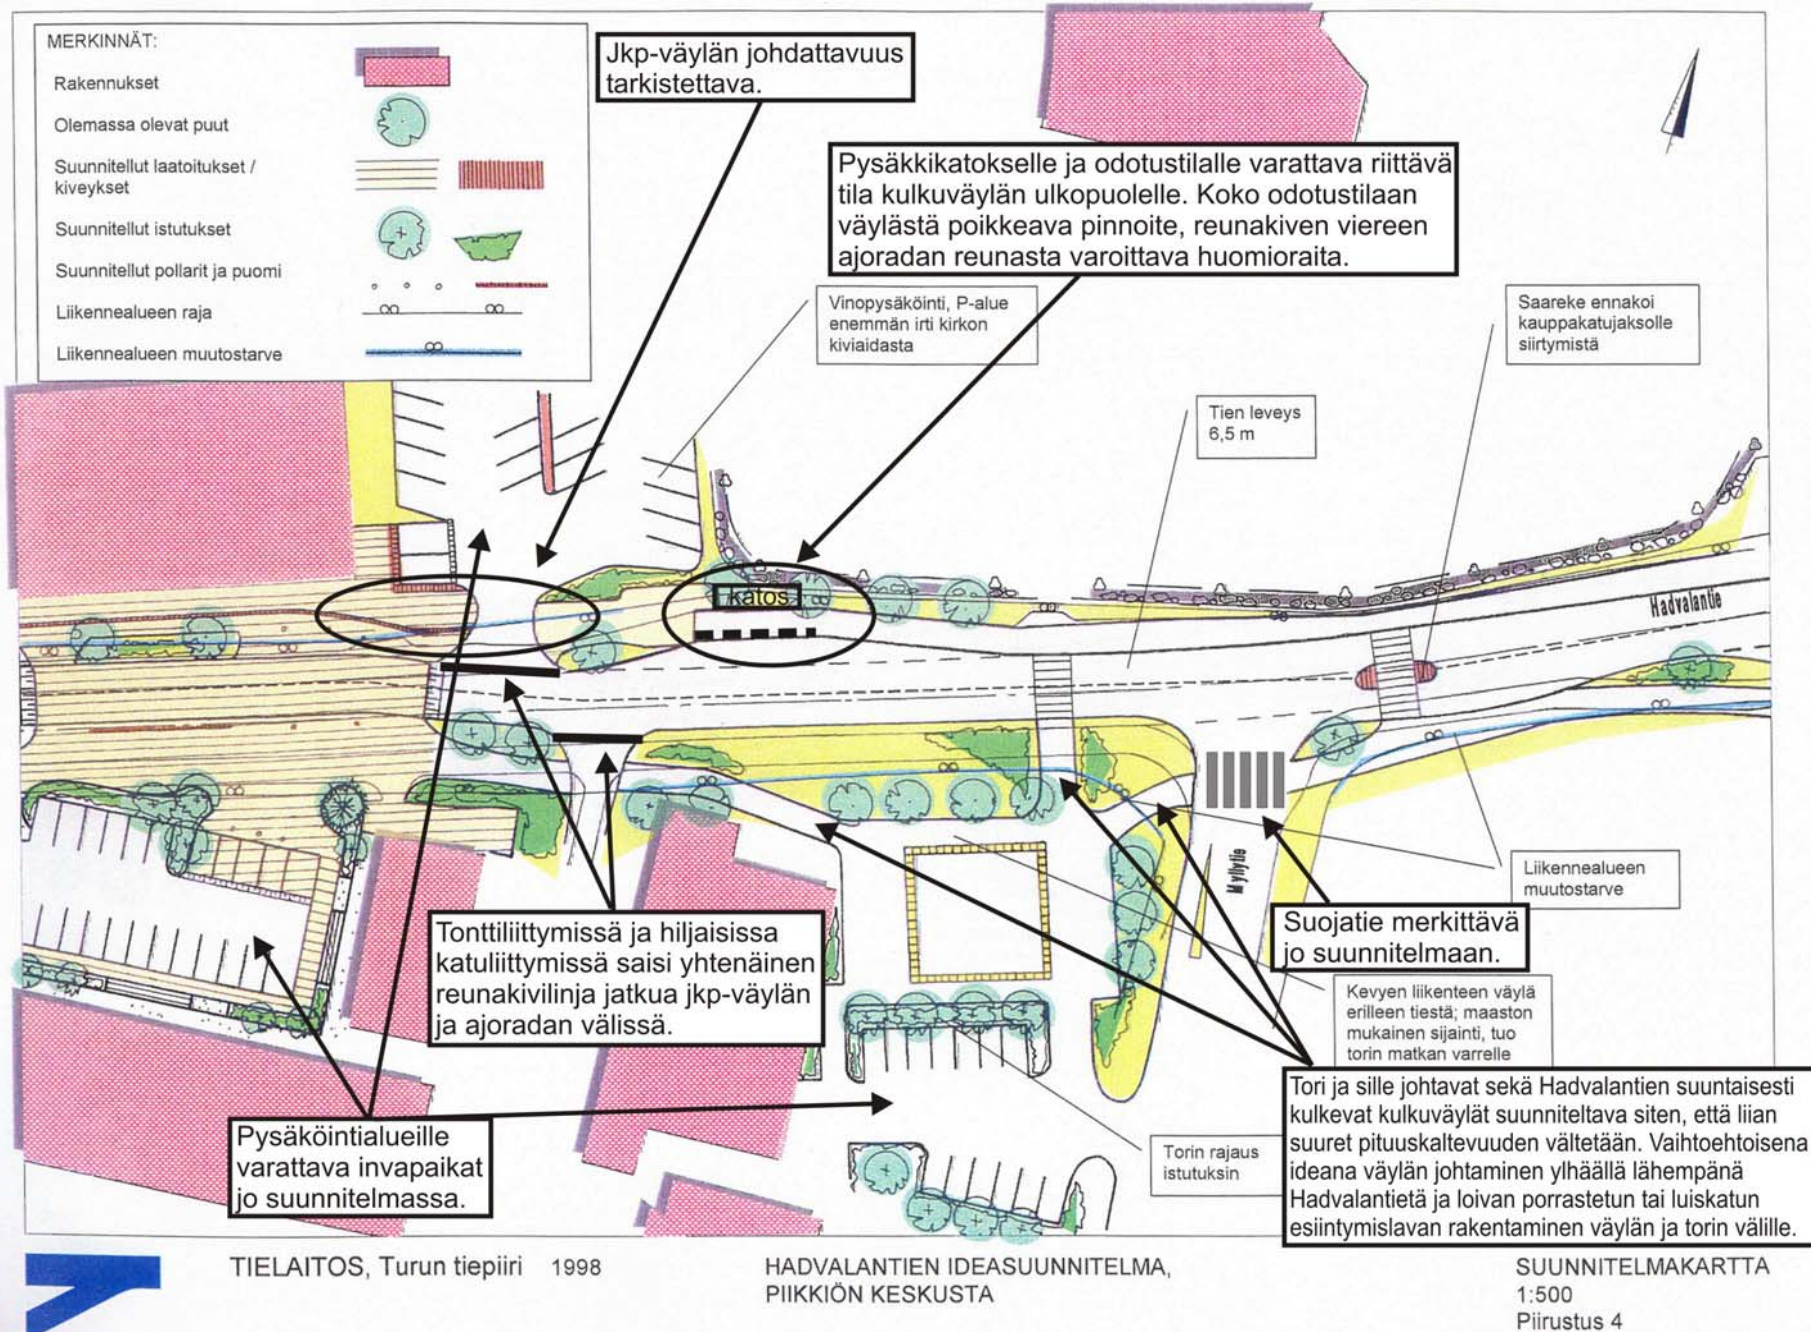 MERKINNÄT:
Rakennukset
Olemassa olevat puut
Suunnitellut laatoitukset /
kiveykset
Suunnitellut istutukset
Suunnitellut pollarit ja puomi
Liikennealueen raja
Liikennealueen muutostarve
Jkp-väylän johdattavuus
tarkistettava.
Pysäkkikatokselle ja odotustilalle varattava riittävä
tila kulkuväylän ulkopuolelle. Koko odotustilaan
väylästä poikkeava pinnoite, reunakiven viereen
ajoradan reunasta varoittava huomioraita.
Vinopysäköinti, P-alue
enemmän irti kirkon
kiviaidasta
Saareke ennakoi
kauppakatujaksolle
siirtymistä
Tien leveys
6,5 m
katos
Hadvalantie
Myllytie
Liikennealueen
muutostarve
Tonttiliittymissä ja hiljaisissa
katuliittymissä saisi yhtenäinen
reunakivilinja jatkua jkp-väylän
ja ajoradan välissä.
Suojatie merkittävä
jo suunnitelmaan.
Kevyen liikenteen väylä
erilleen tiestä; maaston
mukainen sijainti, tuo
torin matkan varrelle
Tori ja sille johtavat sekä Hadvalantien suuntaisesti
kulkevat kulkuväylät suunniteltava siten, että liian
suuret pituuskaltevuuden vältetään. Vaihtoehtoisena
ideana väylän johtaminen ylhäällä lähempänä
Hadvalantietä ja loivan porrastetun tai luiskatun
esiintymislavan rakentaminen väylän ja torin välille.
Pysäköintialueille
varattava invapaikat
jo suunnitelmassa.
Torin rajaus
istutuksin
TIELAITOS, Turun tiepiiri 1998
HADVALANTIEN IDEASUUNNITELMA,
PIIKKIÖN KESKUSTA
SUUNNITELMAKARTTA
1:500
Piirustus 4